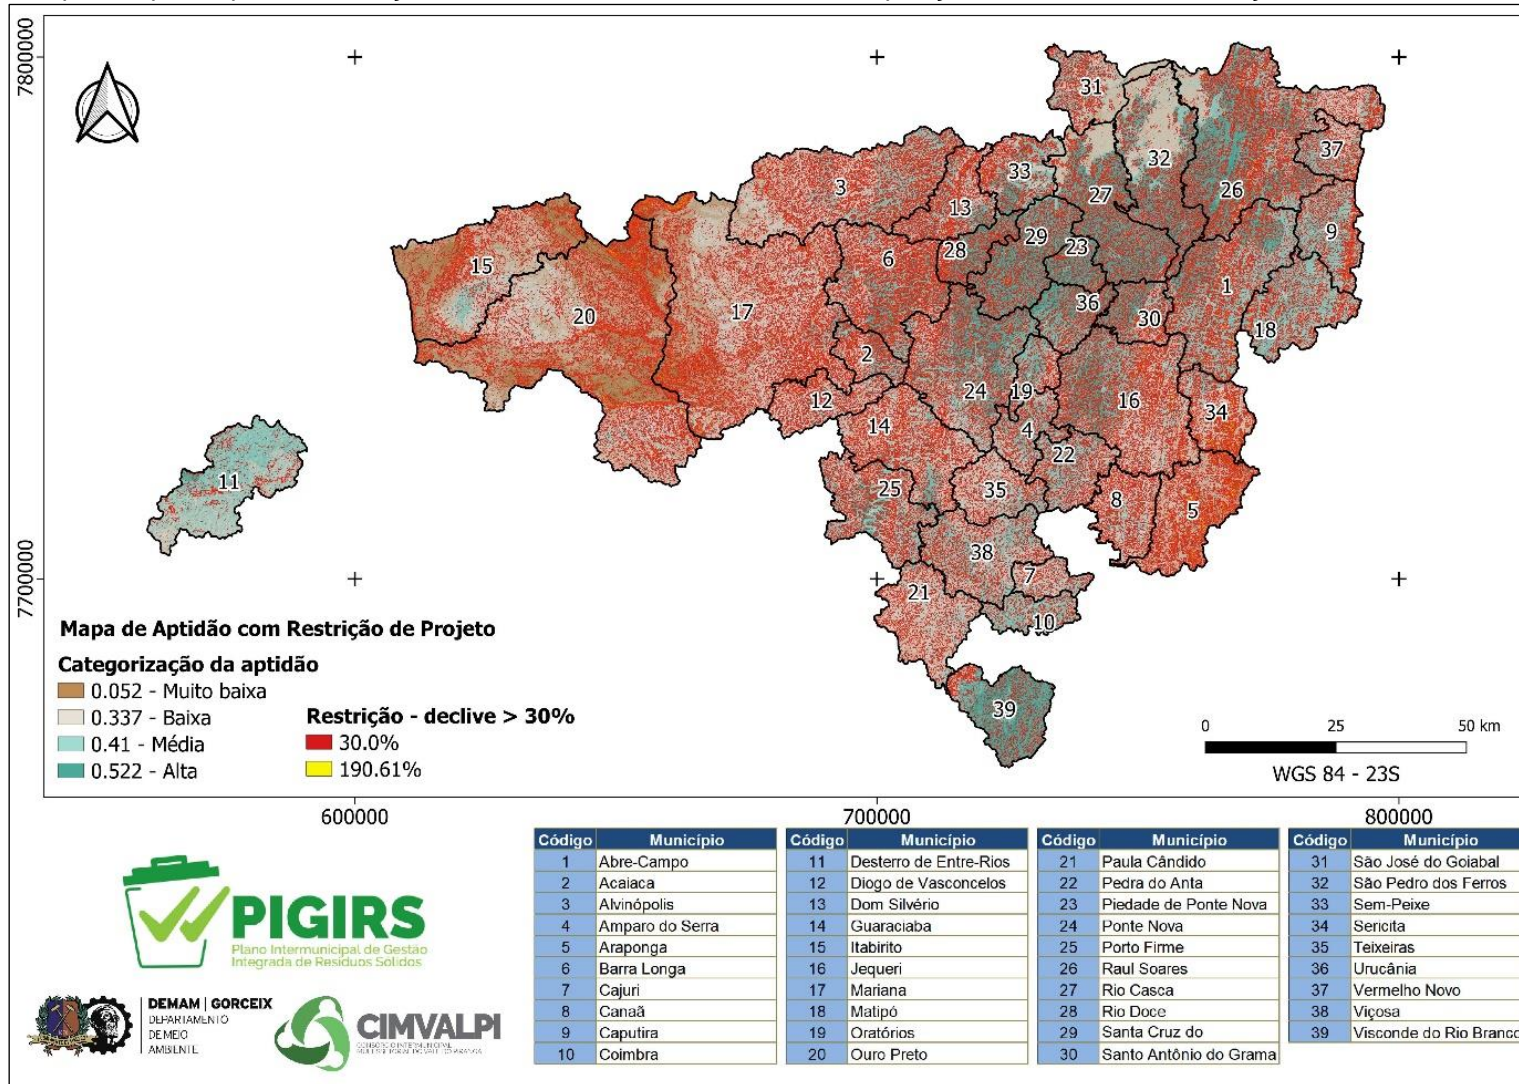 7800000
7700000
600000
700000
800000
31
32
37
26
33
27
3
13
9
29
28
23
6
15
1
36
20
17
30
18
2
24
19
12
16
34
14
4
22
11
25
35
8
5
38
7
21
10
39
Mapa de Aptidão com Restrição de Projeto
Categorização da aptidão
0.052 - Muito baixa
0.337 - Baixa
0.41 - Média
0.522 - Alta
Restrição - declive > 30%
30.0%
190.61%
0 25 50 km
WGS 84 - 23S
Código Município
1 Abre-Campo
2 Acaiaca
3 Alvinópolis
4 Amparo do Serra
5 Araponga
6 Barra Longa
7 Cajuri
8 Canaã
9 Caputira
10 Coimbra
Código Município
11 Desterro de Entre-Rios
12 Diogo de Vasconcelos
13 Dom Silvério
14 Guaraciaba
15 Itabirito
16 Jequeri
17 Mariana
18 Matipó
19 Oratórios
20 Ouro Preto
Código Município
21 Paula Cândido
22 Pedra do Anta
23 Piedade de Ponte Nova
24 Ponte Nova
25 Porto Firme
26 Raul Soares
27 Rio Casca
28 Rio Doce
29 Santa Cruz do
30 Santo Antônio do Grama
Código Município
31 São José do Goiabal
32 São Pedro dos Ferros
33 Sem-Peixe
34 Sericita
35 Teixeiras
36 Urucânia
37 Vermelho Novo
38 Viçosa
39 Visconde do Rio Branco
PIGIRS
Plano Intermunicipal de Gestão
Integrada de Resíduos Sólidos
DEMAM | GORCEIX
DEPARTAMENTO
DE MEIO
AMBIENTE
CIMVALPI